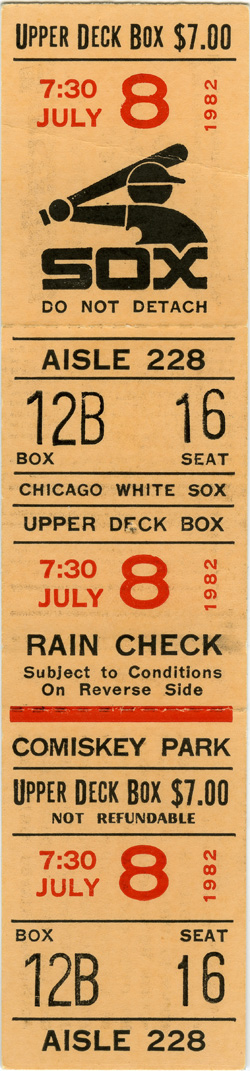 UPPER DECK BOX $7.00
7:30 JULY 8 1982
SOX
DO NOT DETACH
AISLE 228
12B 16
BOX SEAT
CHICAGO WHITE SOX
UPPER DECK BOX
7:30 JULY 8 1982
RAIN CHECK
Subject to Conditions
On Reverse Side
COMISKEY PARK
UPPER DECK BOX $7.00
NOT REFUNDABLE
7:30 JULY 8 1982
BOX SEAT
12B 16
AISLE 228